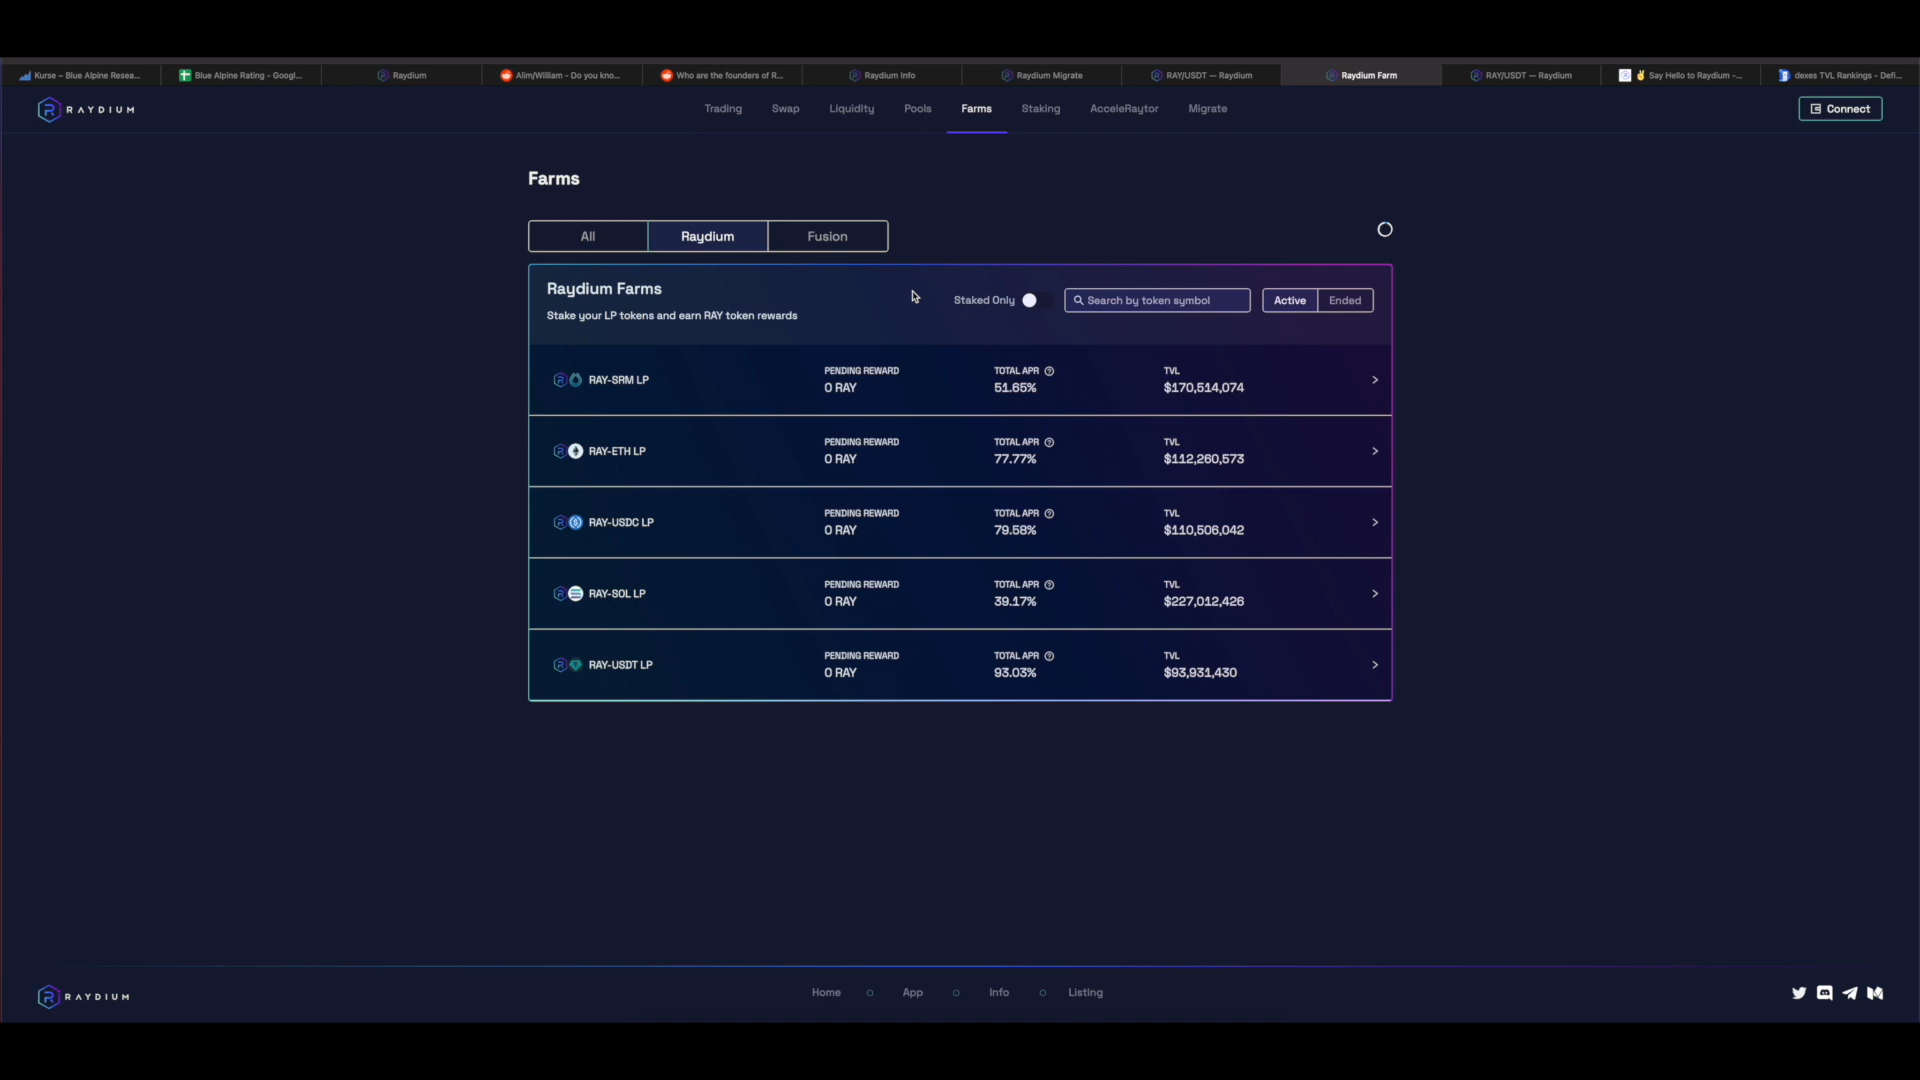 Kurse – Blue Alpine Resea...
Blue Alpine Rating - Googl...
Raydium
Alim/William - Do you kno...
Who are the founders of R...
Raydium Info
Raydium Migrate
RAY/USDT — Raydium
Raydium Farm
RAY/USDT — Raydium
Say Hello to Raydium -...
dexes TVL Rankings - Defi...
RAYDIUM
Trading
Swap
Liquidity
Pools
Farms
Staking
AcceleRaytor
Migrate
Connect
Farms
All
Raydium
Fusion
Raydium Farms
Stake your LP tokens and earn RAY token rewards
Staked Only
Search by token symbol
Active
Ended
RAY-SRM LP
PENDING REWARD
0 RAY
TOTAL APR
51.65%
TVL
$170,514,074
RAY-ETH LP
PENDING REWARD
0 RAY
TOTAL APR
77.77%
TVL
$112,260,573
RAY-USDC LP
PENDING REWARD
0 RAY
TOTAL APR
79.58%
TVL
$110,506,042
RAY-SOL LP
PENDING REWARD
0 RAY
TOTAL APR
39.17%
TVL
$227,012,426
RAY-USDT LP
PENDING REWARD
0 RAY
TOTAL APR
93.03%
TVL
$93,931,430
RAYDIUM
Home
App
Info
Listing